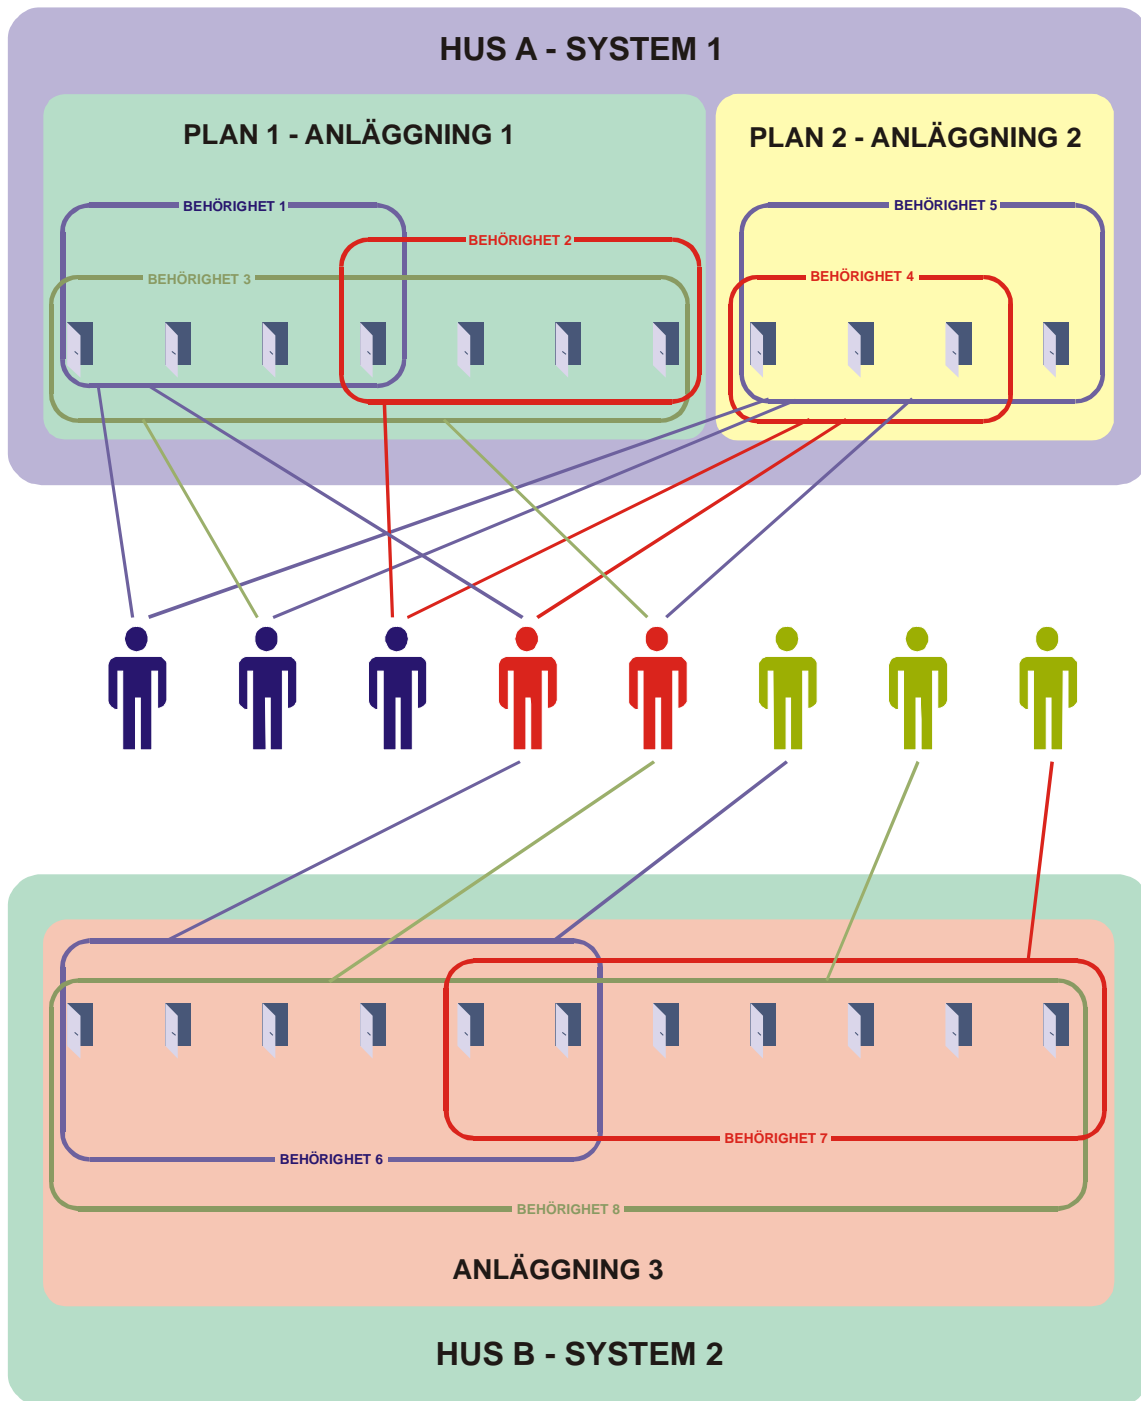 HUS A - SYSTEM 1
PLAN 1 - ANLÄGGNING 1
PLAN 2 - ANLÄGGNING 2
BEHÖRIGHET 1
BEHÖRIGHET 5
BEHÖRIGHET 2
BEHÖRIGHET 3
BEHÖRIGHET 4
BEHÖRIGHET 7
BEHÖRIGHET 6
BEHÖRIGHET 8
ANLÄGGNING 3
HUS B - SYSTEM 2